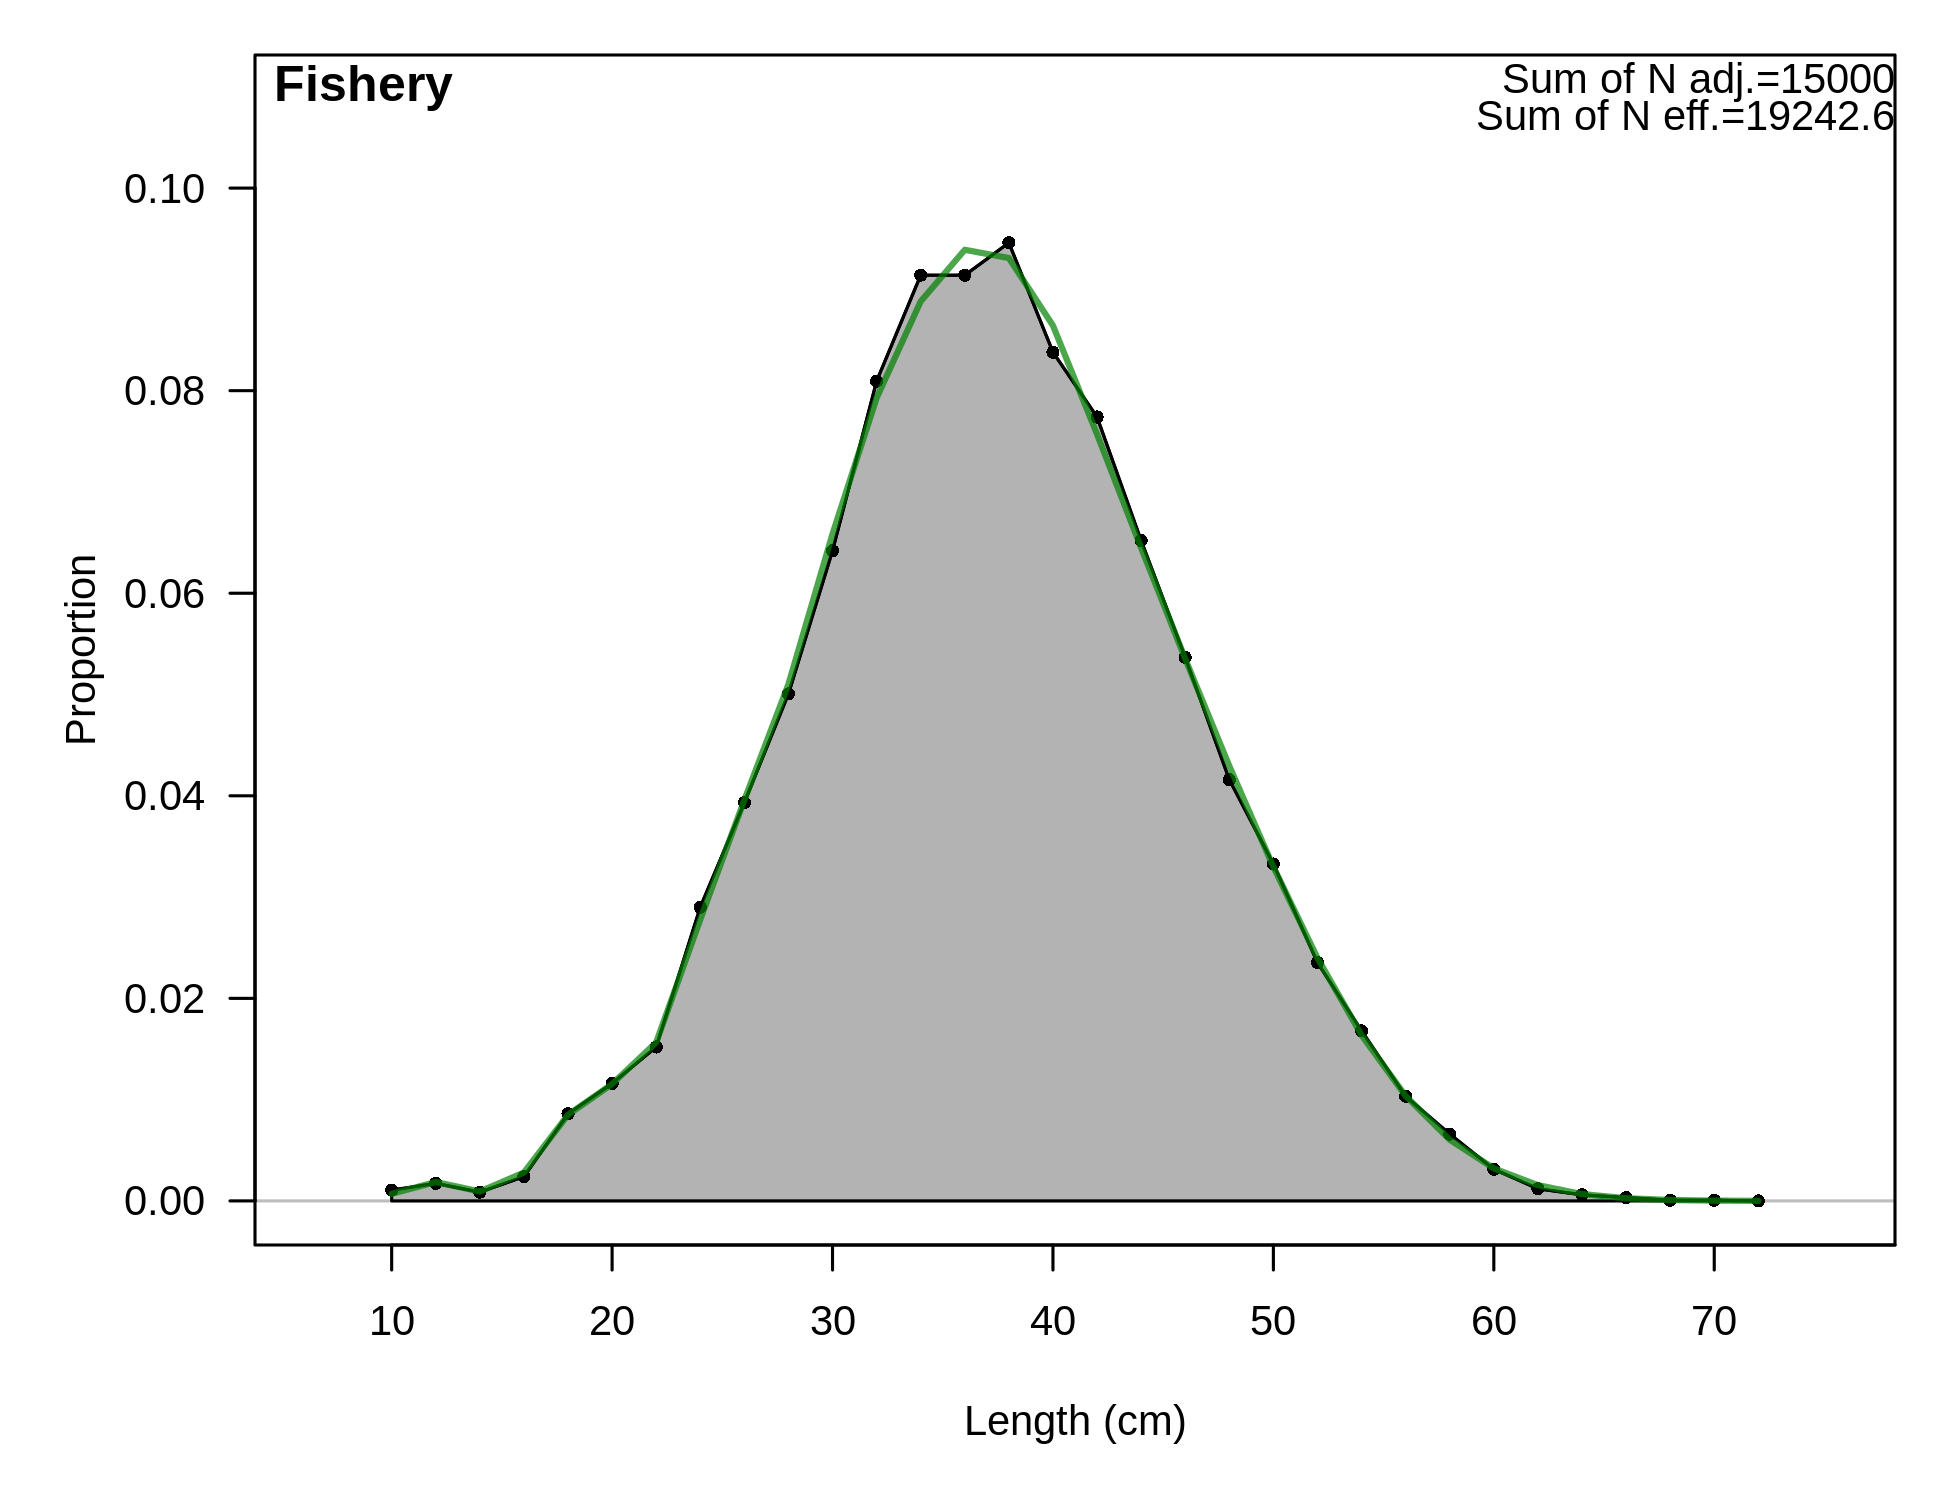 Fishery
Sum of N adj.=15000
Sum of N eff.=19242.6
Proportion
0.10
0.08
0.06
0.04
0.02
0.00
10 20 30 40 50 60 70
Length (cm)